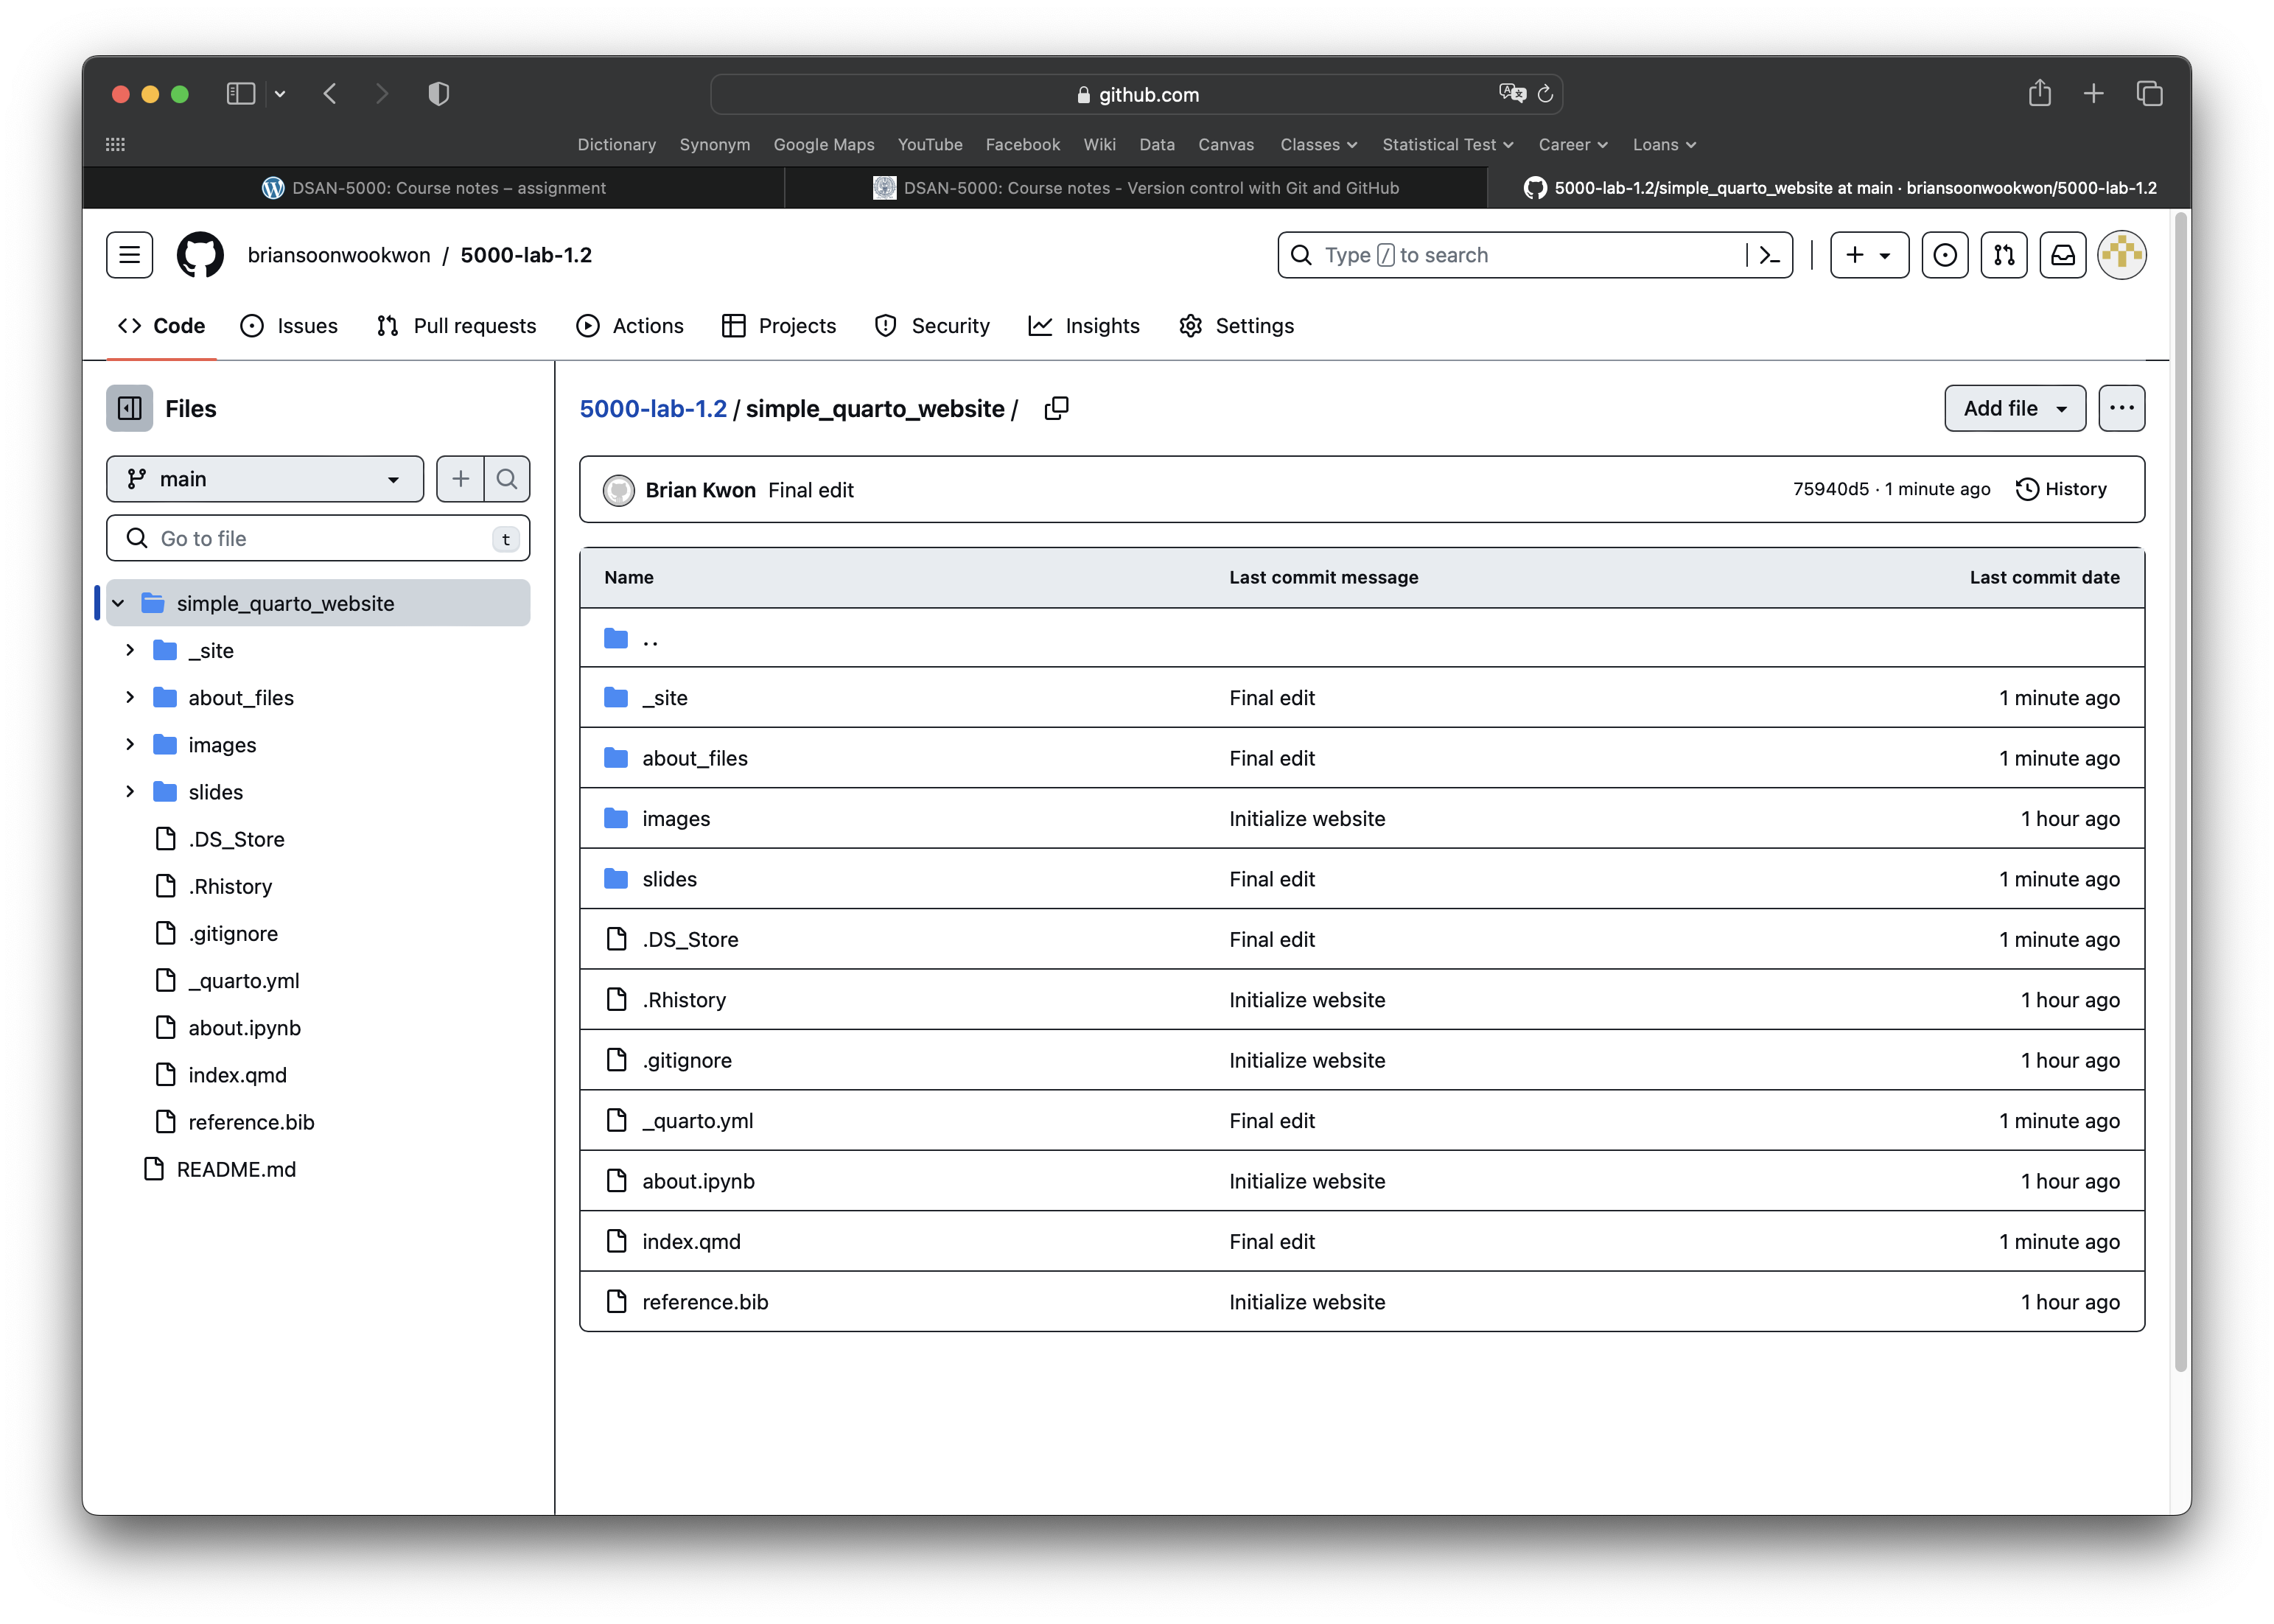 github.com
Dictionary Synonym Google Maps YouTube Facebook Wiki Data Canvas Classes Statistical Test Career Loans
DSAN-5000: Course notes – assignment
DSAN-5000: Course notes - Version control with Git and GitHub
5000-lab-1.2/simple_quarto_website at main · briansoonwookwon/5000-lab-1.2
briansoonwookwon / 5000-lab-1.2
Type / to search
Code Issues Pull requests Actions Projects Security Insights Settings
Files
main
Go to file t
simple_quarto_website
_site
about_files
images
slides
.DS_Store
.Rhistory
.gitignore
_quarto.yml
about.ipynb
index.qmd
reference.bib
README.md
5000-lab-1.2 / simple_quarto_website /
Add file
Brian Kwon Final edit 75940d5 · 1 minute ago History
Name Last commit message Last commit date
..
_site Final edit 1 minute ago
about_files Final edit 1 minute ago
images Initialize website 1 hour ago
slides Final edit 1 minute ago
.DS_Store Final edit 1 minute ago
.Rhistory Initialize website 1 hour ago
.gitignore Initialize website 1 hour ago
_quarto.yml Final edit 1 minute ago
about.ipynb Initialize website 1 hour ago
index.qmd Final edit 1 minute ago
reference.bib Initialize website 1 hour ago